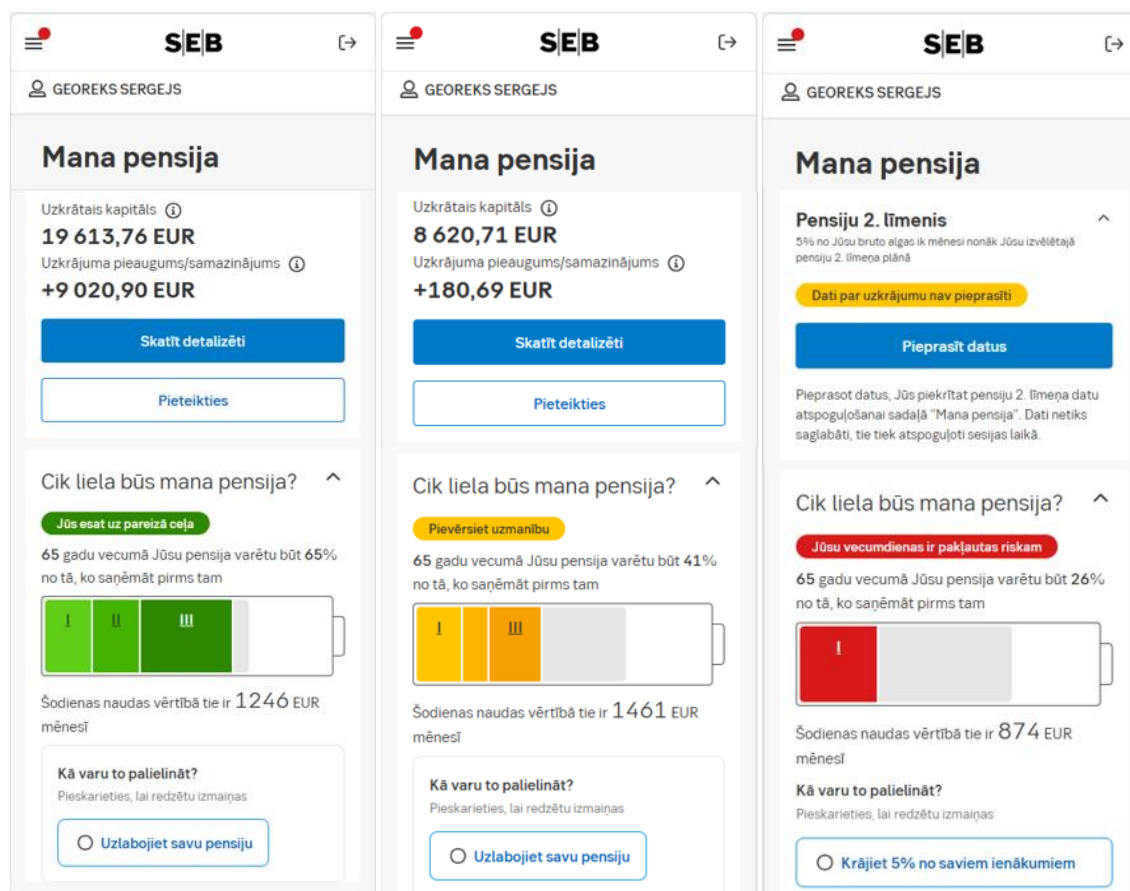 SEB
GEOREKS SERGEJS
Mana pensija
Uzkrātais kapitāls
19 613,76 EUR
Uzkrājuma pieaugums/samazinājums
+9 020,90 EUR
Skatīt detalizēti
Pieteikties
Cik liela būs mana pensija?
Jūs esat uz pareizā ceļa
65 gadu vecumā Jūsu pensija varētu būt 65%
no tā, ko saņēmāt pirms tam
I II III
Šodienas naudas vērtībā tie ir 1246 EUR
mēnesī
Kā varu to palielināt?
Pieskarieties, lai redzētu izmaiņas
Uzlabojiet savu pensiju
SEB
GEOREKS SERGEJS
Mana pensija
Uzkrātais kapitāls
8 620,71 EUR
Uzkrājuma pieaugums/samazinājums
+180,69 EUR
Skatīt detalizēti
Pieteikties
Cik liela būs mana pensija?
Pievērsiet uzmanību
65 gadu vecumā Jūsu pensija varētu būt 41%
no tā, ko saņēmāt pirms tam
I III
Šodienas naudas vērtībā tie ir 1461 EUR
mēnesī
Kā varu to palielināt?
Pieskarieties, lai redzētu izmaiņas
Uzlabojiet savu pensiju
SEB
GEOREKS SERGEJS
Mana pensija
Pensiju 2. līmenis
5% no Jūsu bruto algas ik mēnesi nonāk Jūsu izvēlētajā
pensiju 2. līmeņa plānā
Dati par uzkrājumu nav pieprasīti
Pieprasīt datus
Pieprasot datus, Jūs piekrītat pensiju 2. līmeņa datu
atspoguļošanai sadaļā "Mana pensija". Dati netiks
saglabāti, tie tiek atspoguļoti sesijas laikā.
Cik liela būs mana pensija?
Jūsu vecumdienas ir pakļautas riskam
65 gadu vecumā Jūsu pensija varētu būt 26%
no tā, ko saņēmāt pirms tam
I
Šodienas naudas vērtībā tie ir 874 EUR
mēnesī
Kā varu to palielināt?
Pieskarieties, lai redzētu izmaiņas
Krājiet 5% no saviem ienākumiem